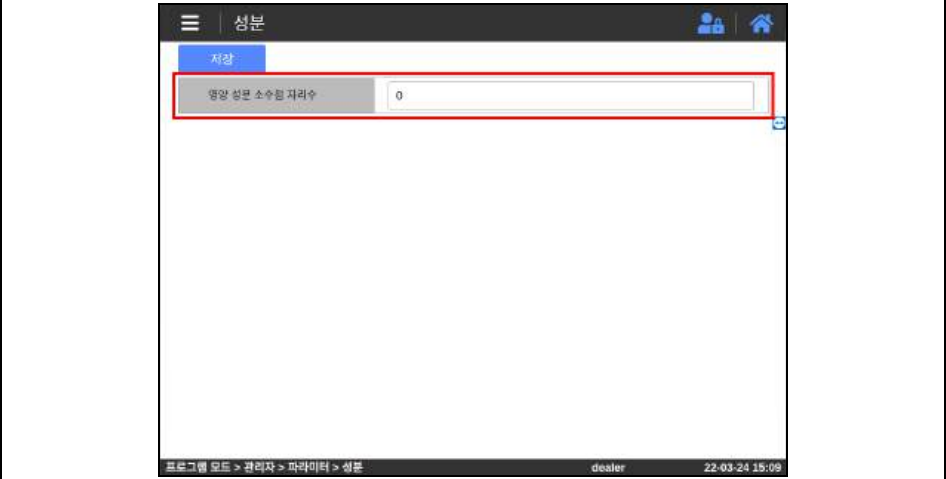 성분
저장
영양 성분 소수점 자리수
0
프로그램 모드 > 관리자 > 파라미터 > 성분
dealer
22-03-24 15:09